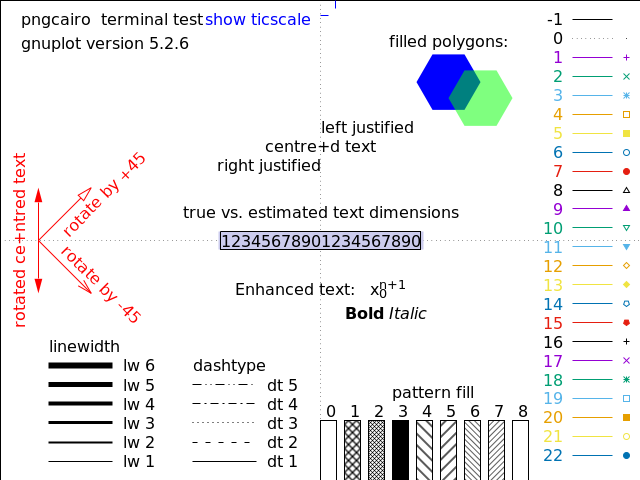 pngcairo  terminal test show ticscale
gnuplot version 5.2.6
filled polygons:
left justified
centre+d text
right justified
rotated ce+ntred text
rotate by +45
rotate by -45
true vs. estimated text dimensions
12345678901234567890
Enhanced text:   x₀ⁿ⁺¹
Bold Italic
linewidth
lw 6
lw 5
lw 4
lw 3
lw 2
lw 1
dashtype
dt 5
dt 4
dt 3
dt 2
dt 1
pattern fill
0 1 2 3 4 5 6 7 8
-1
0
1
2
3
4
5
6
7
8
9
10
11
12
13
14
15
16
17
18
19
20
21
22